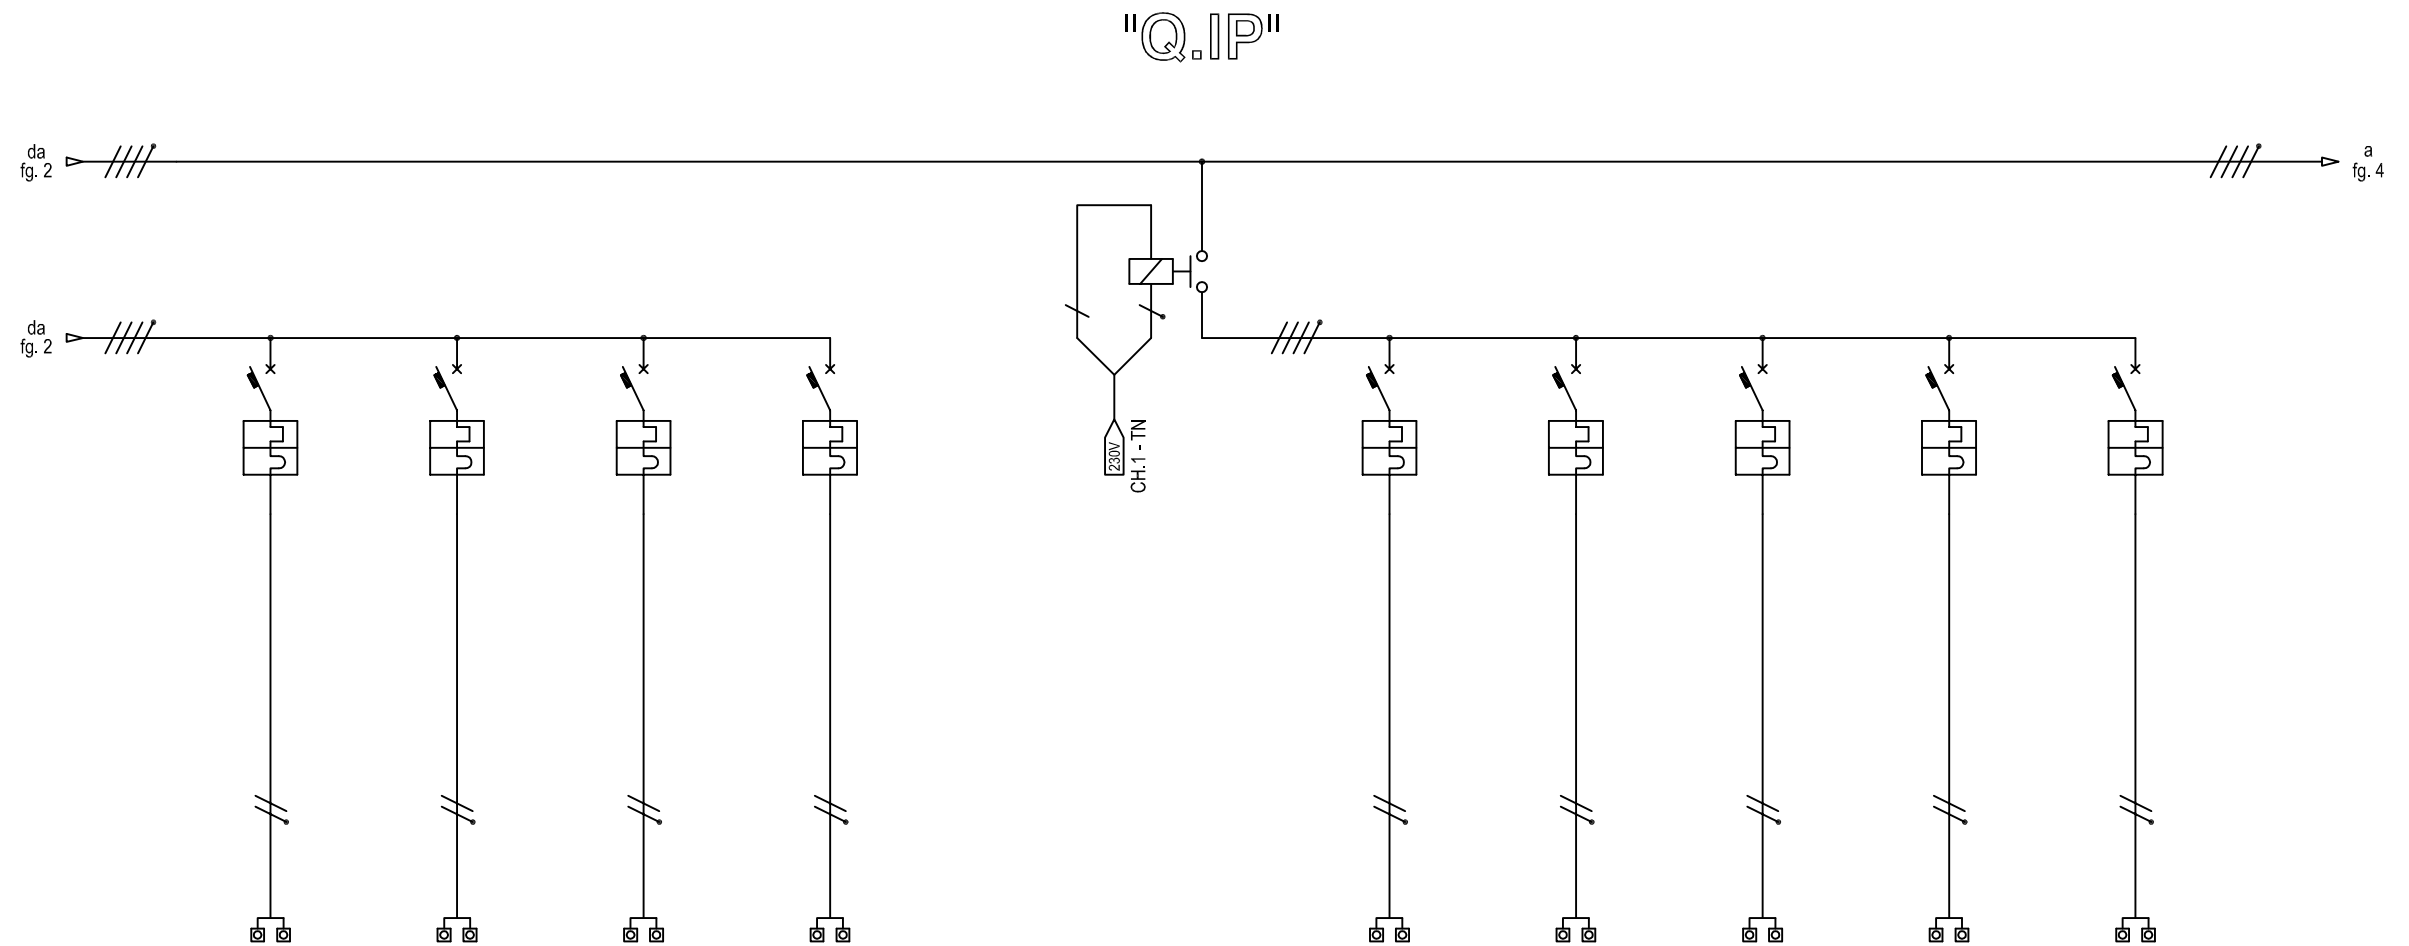 "Q.IP"
da
fg. 2
a
fg. 4
da
fg. 2
230V
CH.1 - TN